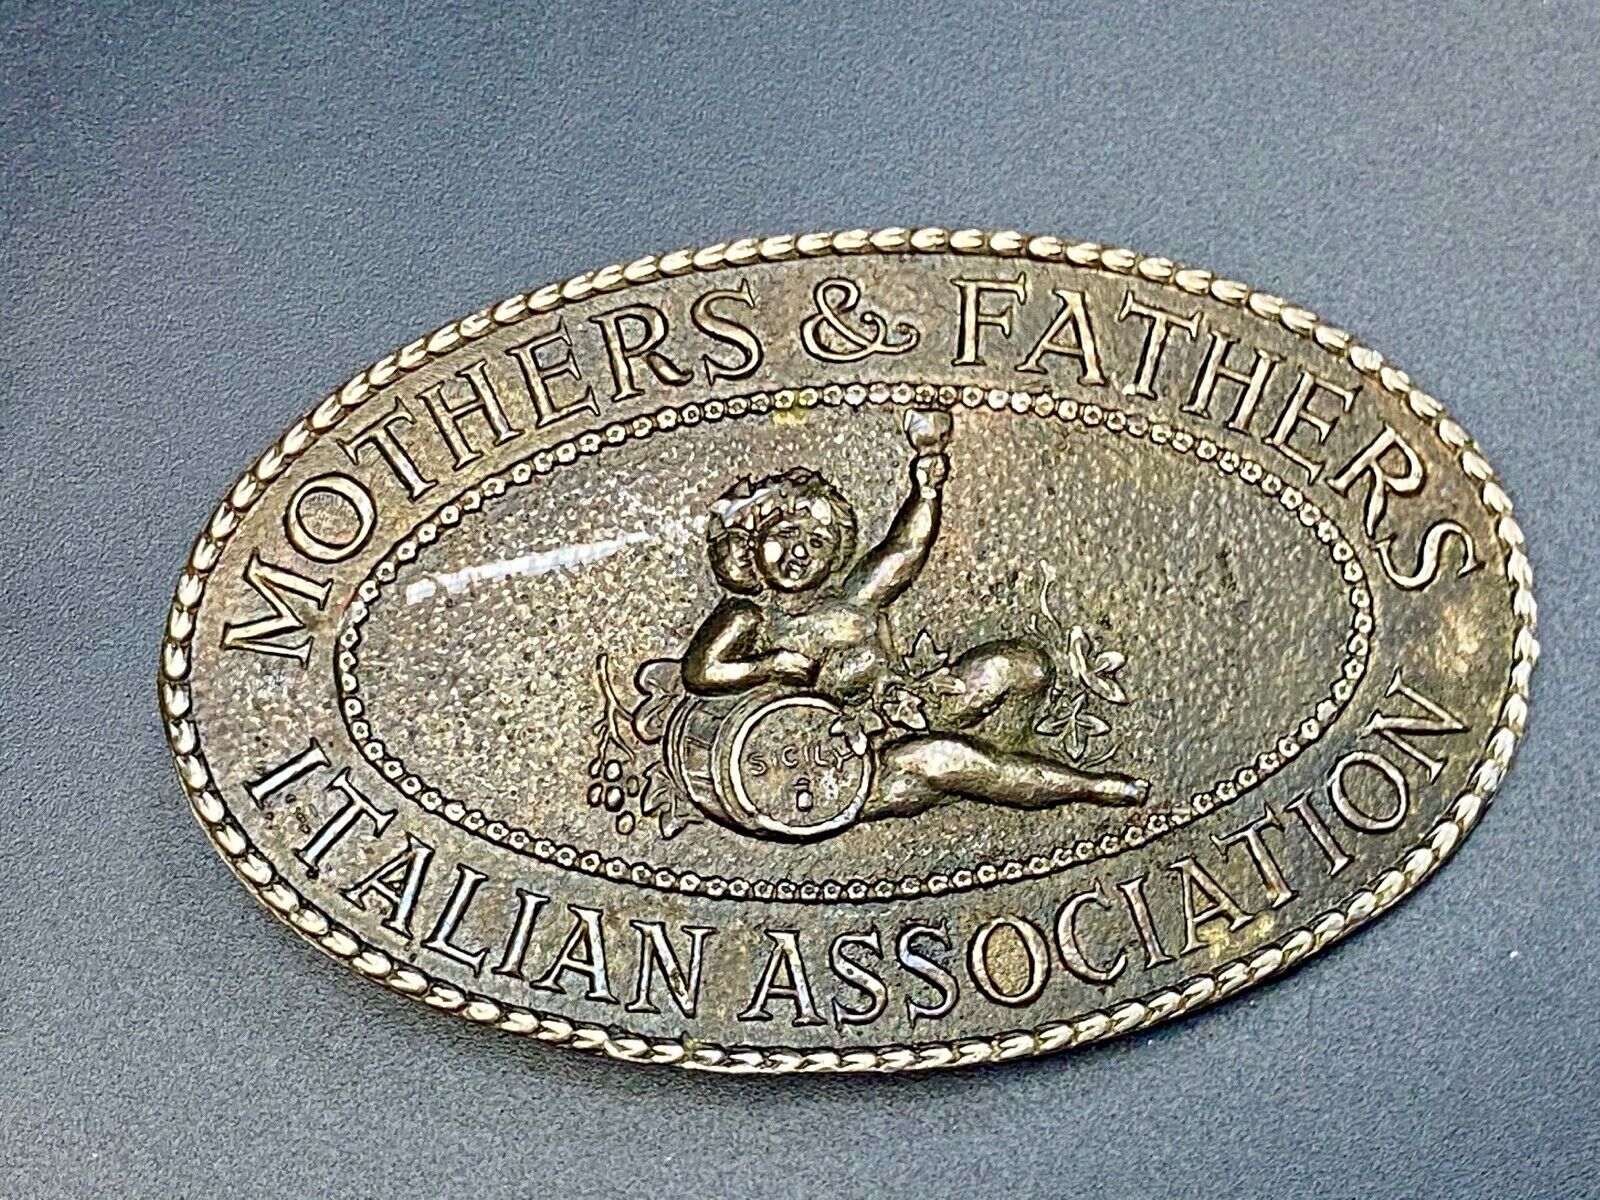 MOTHERS & FATHERS
SICILY
ITALIAN ASSOCIATION